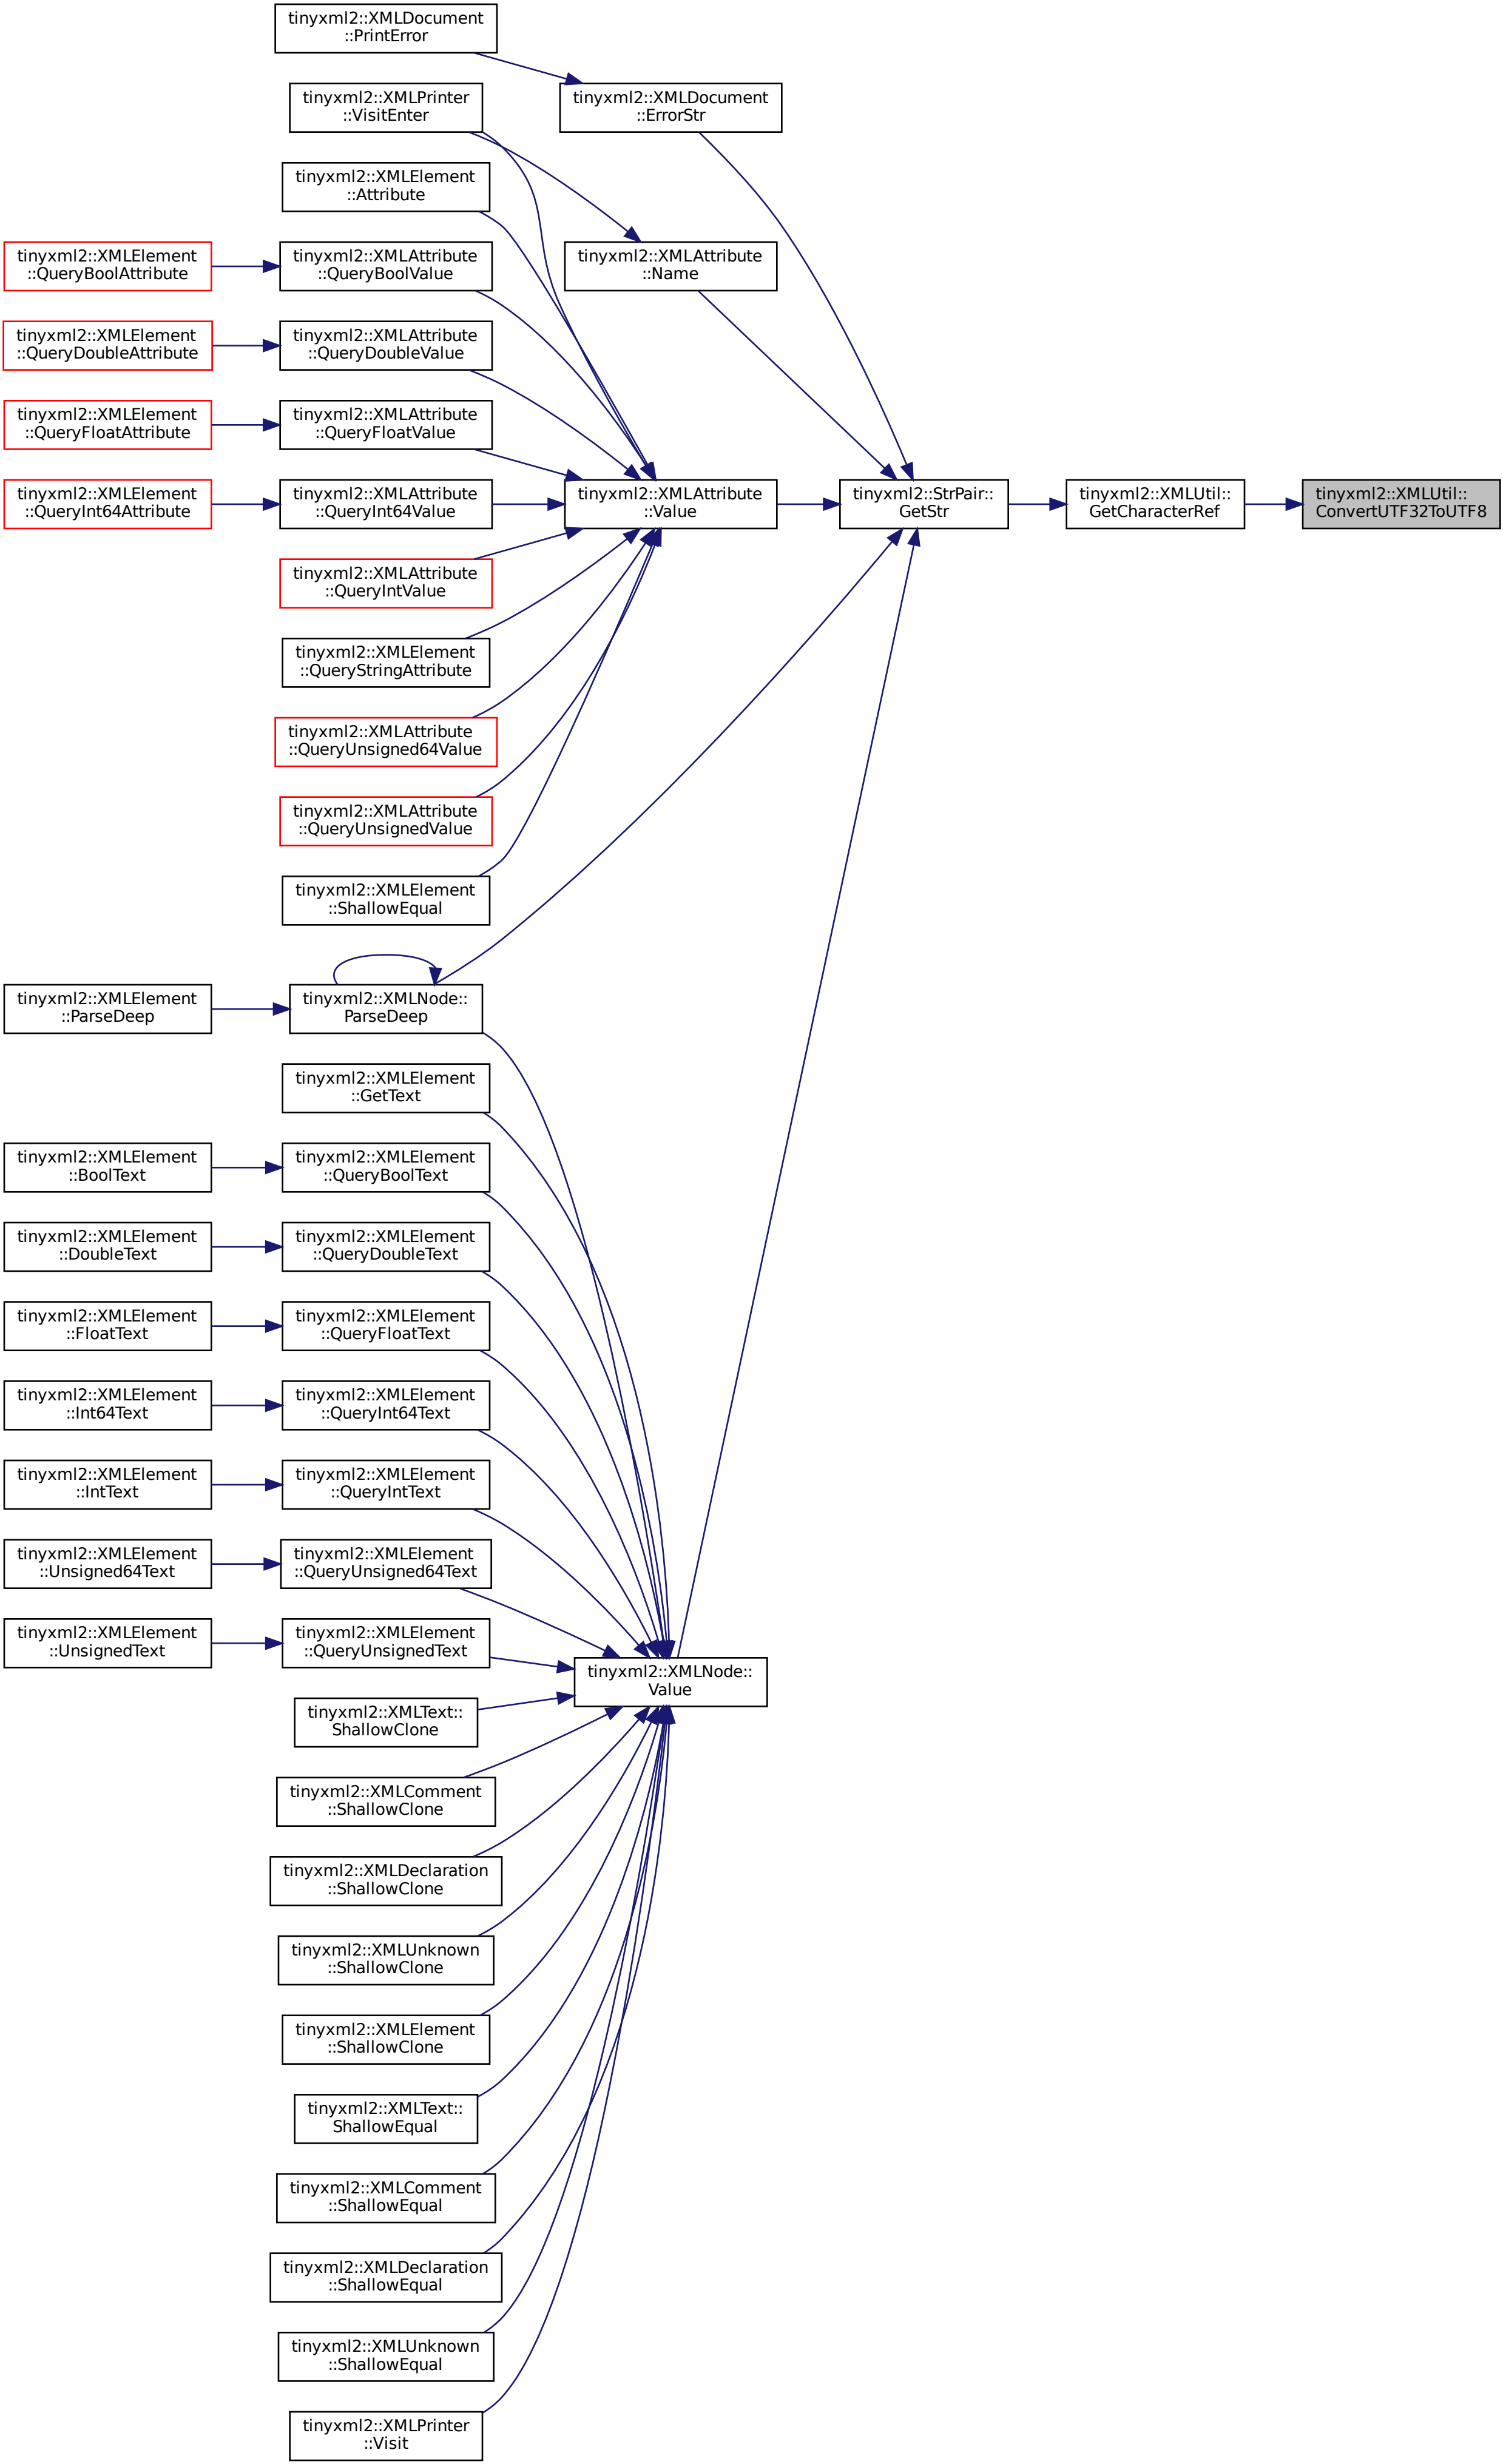 tinyxml2::XMLDocument
::PrintError
tinyxml2::XMLPrinter
::VisitEnter
tinyxml2::XMLDocument
::ErrorStr
tinyxml2::XMLElement
::Attribute
tinyxml2::XMLElement
::QueryBoolAttribute
tinyxml2::XMLAttribute
::QueryBoolValue
tinyxml2::XMLAttribute
::Name
tinyxml2::XMLElement
::QueryDoubleAttribute
tinyxml2::XMLAttribute
::QueryDoubleValue
tinyxml2::XMLElement
::QueryFloatAttribute
tinyxml2::XMLAttribute
::QueryFloatValue
tinyxml2::XMLElement
::QueryInt64Attribute
tinyxml2::XMLAttribute
::QueryInt64Value
tinyxml2::XMLAttribute
::Value
tinyxml2::StrPair::
GetStr
tinyxml2::XMLUtil::
GetCharacterRef
tinyxml2::XMLUtil::
ConvertUTF32ToUTF8
tinyxml2::XMLAttribute
::QueryIntValue
tinyxml2::XMLElement
::QueryStringAttribute
tinyxml2::XMLAttribute
::QueryUnsigned64Value
tinyxml2::XMLAttribute
::QueryUnsignedValue
tinyxml2::XMLElement
::ShallowEqual
tinyxml2::XMLElement
::ParseDeep
tinyxml2::XMLNode::
ParseDeep
tinyxml2::XMLElement
::GetText
tinyxml2::XMLElement
::BoolText
tinyxml2::XMLElement
::QueryBoolText
tinyxml2::XMLElement
::DoubleText
tinyxml2::XMLElement
::QueryDoubleText
tinyxml2::XMLElement
::FloatText
tinyxml2::XMLElement
::QueryFloatText
tinyxml2::XMLElement
::Int64Text
tinyxml2::XMLElement
::QueryInt64Text
tinyxml2::XMLElement
::IntText
tinyxml2::XMLElement
::QueryIntText
tinyxml2::XMLElement
::Unsigned64Text
tinyxml2::XMLElement
::QueryUnsigned64Text
tinyxml2::XMLElement
::UnsignedText
tinyxml2::XMLElement
::QueryUnsignedText
tinyxml2::XMLNode::
Value
tinyxml2::XMLText::
ShallowClone
tinyxml2::XMLComment
::ShallowClone
tinyxml2::XMLDeclaration
::ShallowClone
tinyxml2::XMLUnknown
::ShallowClone
tinyxml2::XMLElement
::ShallowClone
tinyxml2::XMLText::
ShallowEqual
tinyxml2::XMLComment
::ShallowEqual
tinyxml2::XMLDeclaration
::ShallowEqual
tinyxml2::XMLUnknown
::ShallowEqual
tinyxml2::XMLPrinter
::Visit